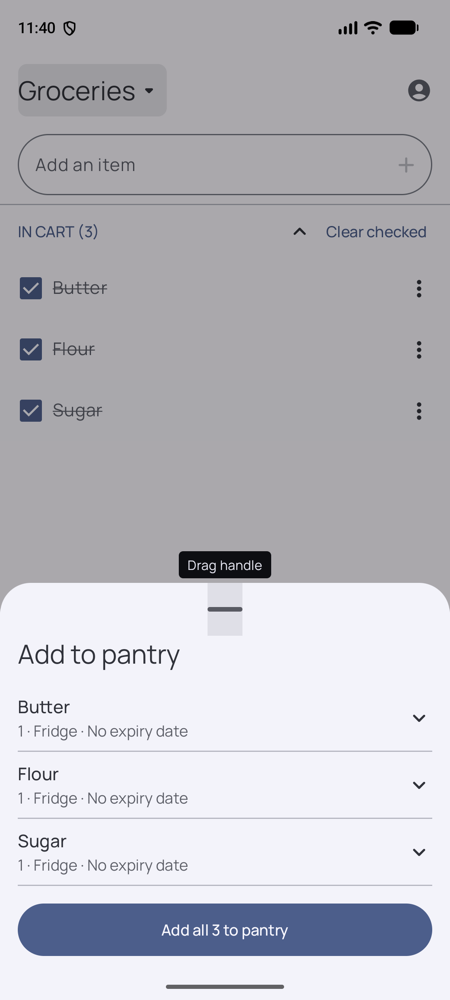 11:40
Groceries
Add an item
IN CART (3)
Clear checked
Butter
Flour
Sugar
Drag handle
Add to pantry
Butter
1 · Fridge · No expiry date
Flour
1 · Fridge · No expiry date
Sugar
1 · Fridge · No expiry date
Add all 3 to pantry